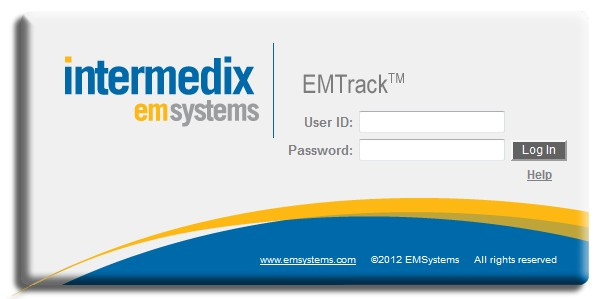 intermedix
emsystems
EMTrack™
User ID:
Password:
Log In
Help
www.emsystems.com ©2012 EMSystems All rights reserved